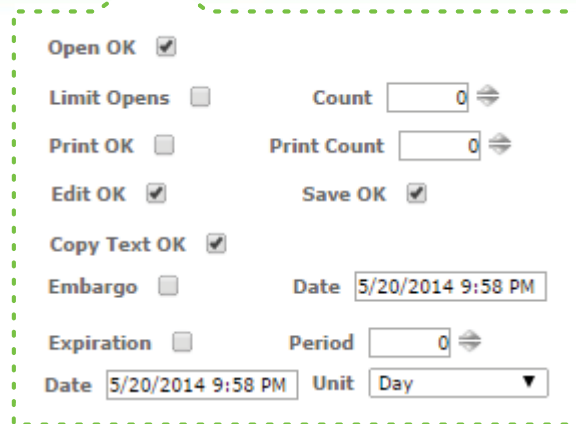 Open OK
Limit Opens Count 0
Print OK Print Count 0
Edit OK Save OK
Copy Text OK
Embargo Date 5/20/2014 9:58 PM
Expiration Period 0
Date 5/20/2014 9:58 PM Unit Day